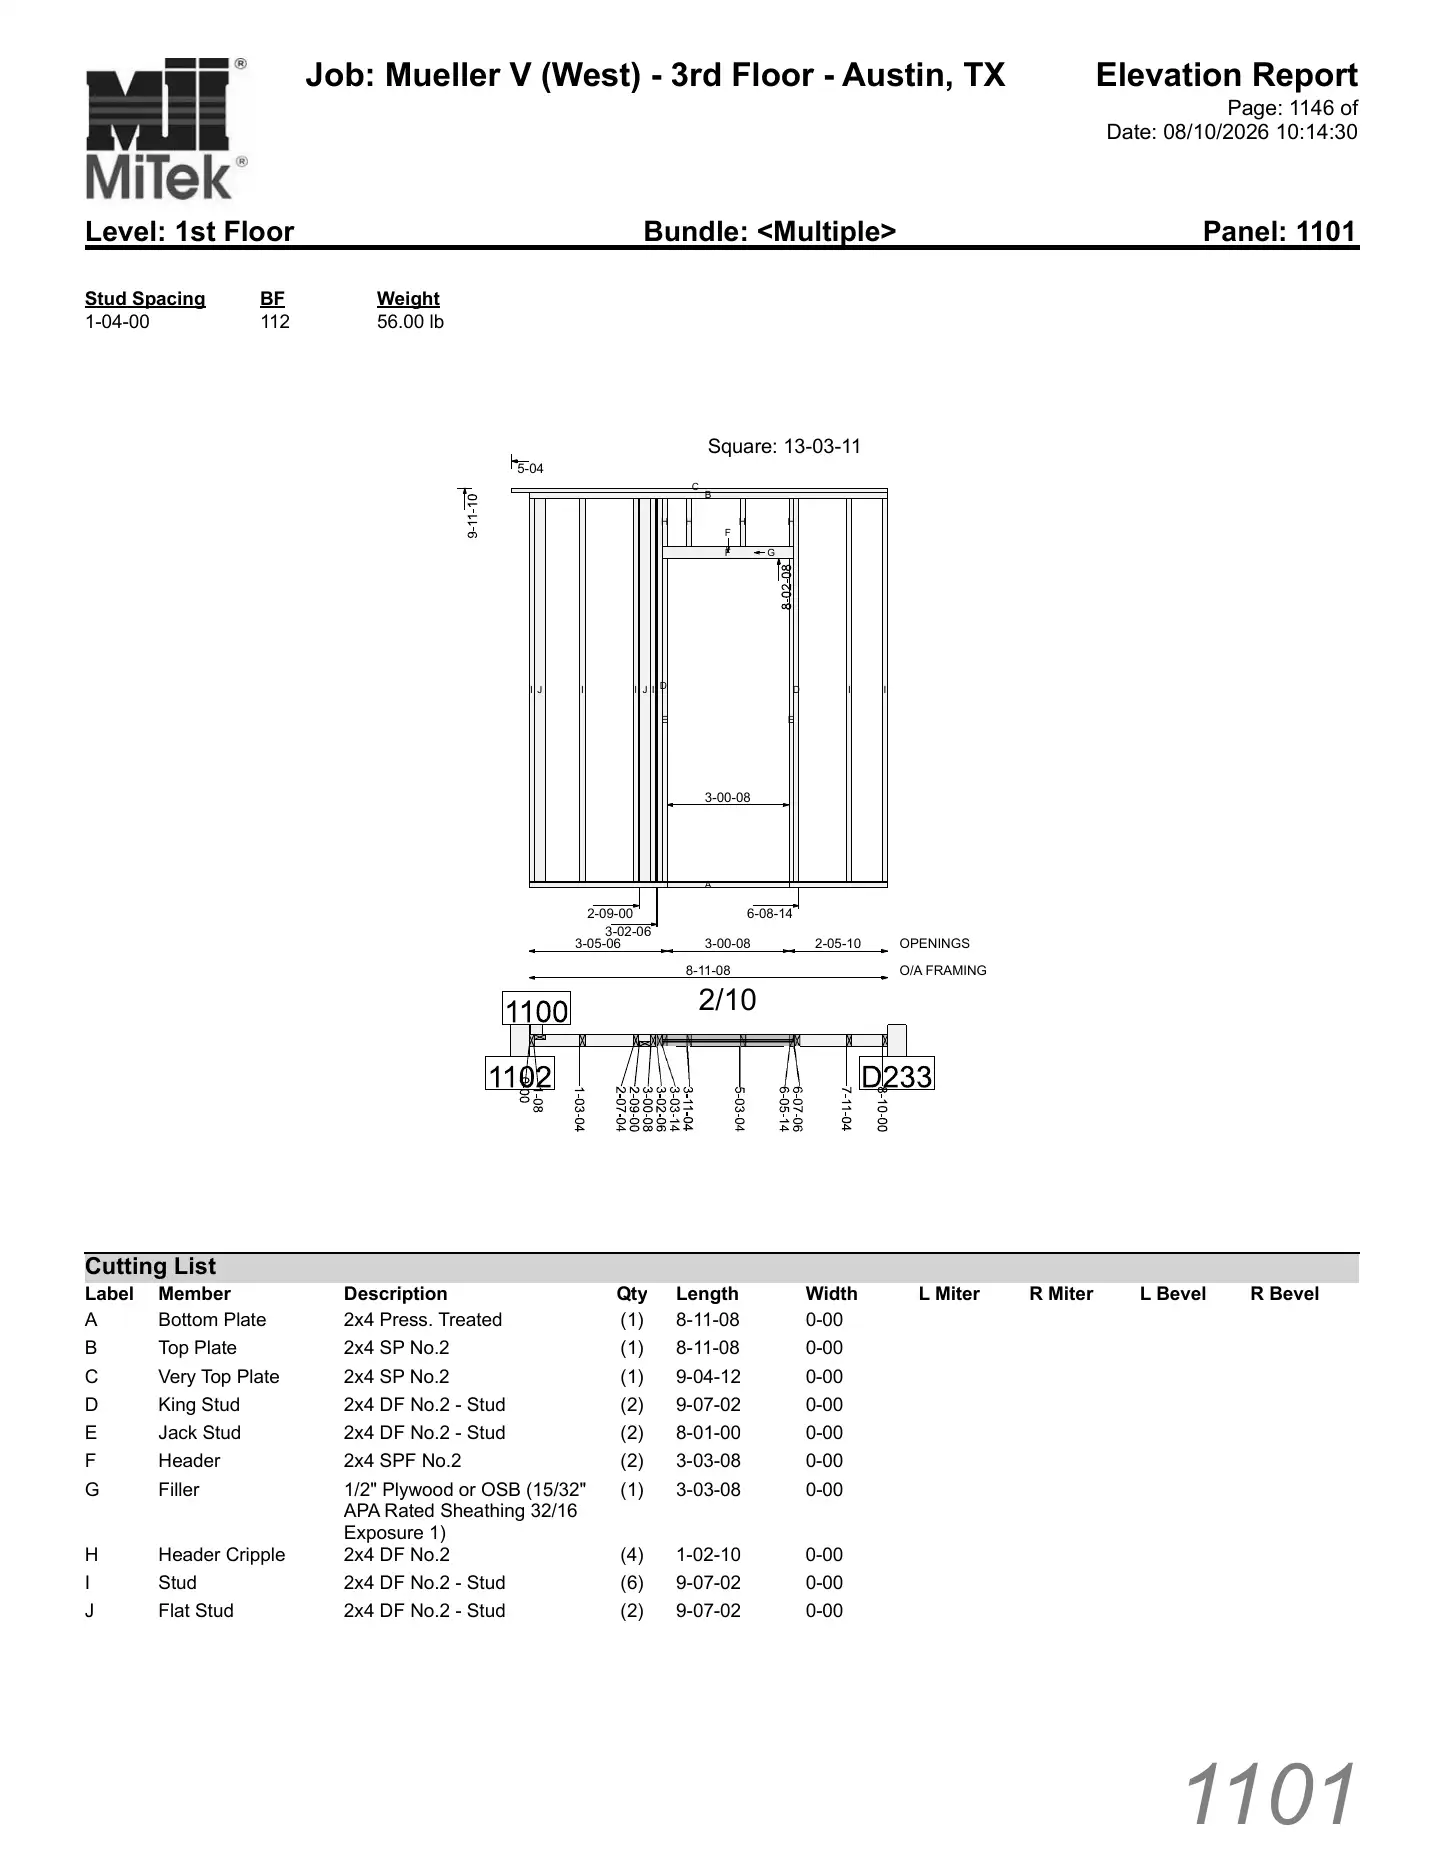 Job: Mueller V (West) - 3rd Floor - Austin, TX
Elevation Report
Page: 1146 of
Date: 08/10/2026 10:14:30
MiTek®
Level: 1st Floor Bundle: <Multiple> Panel: 1101
Stud Spacing BF Weight
1-04-00 112 56.00 lb
Square: 13-03-11
5-04
9-11-10
C
B
H H H H
F
F G
8-02-08
I J I I J I D D I I
E E
3-00-08
A
2-09-00 6-08-14
3-02-06
3-05-06 3-00-08 2-05-10 OPENINGS
8-11-08 O/A FRAMING
2/10
1100
1102 D233
1-03-04 2-07-04 2-09-00 3-00-08 3-02-06 3-03-14 3-11-04 5-03-04 6-05-14 6-07-06 7-11-04 8-10-00
Cutting List
Label Member Description Qty Length Width L Miter R Miter L Bevel R Bevel
A Bottom Plate 2x4 Press. Treated (1) 8-11-08 0-00
B Top Plate 2x4 SP No.2 (1) 8-11-08 0-00
C Very Top Plate 2x4 SP No.2 (1) 9-04-12 0-00
D King Stud 2x4 DF No.2 - Stud (2) 9-07-02 0-00
E Jack Stud 2x4 DF No.2 - Stud (2) 8-01-00 0-00
F Header 2x4 SPF No.2 (2) 3-03-08 0-00
G Filler 1/2" Plywood or OSB (15/32" (1) 3-03-08 0-00
APA Rated Sheathing 32/16
Exposure 1)
H Header Cripple 2x4 DF No.2 (4) 1-02-10 0-00
I Stud 2x4 DF No.2 - Stud (6) 9-07-02 0-00
J Flat Stud 2x4 DF No.2 - Stud (2) 9-07-02 0-00
1101